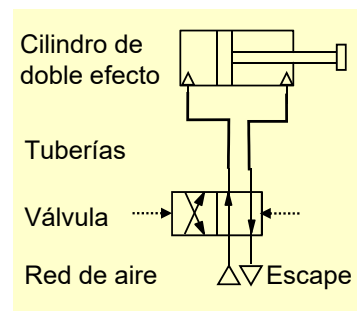 Cilindro de
doble efecto
Tuberías
Válvula
Red de aire
Escape